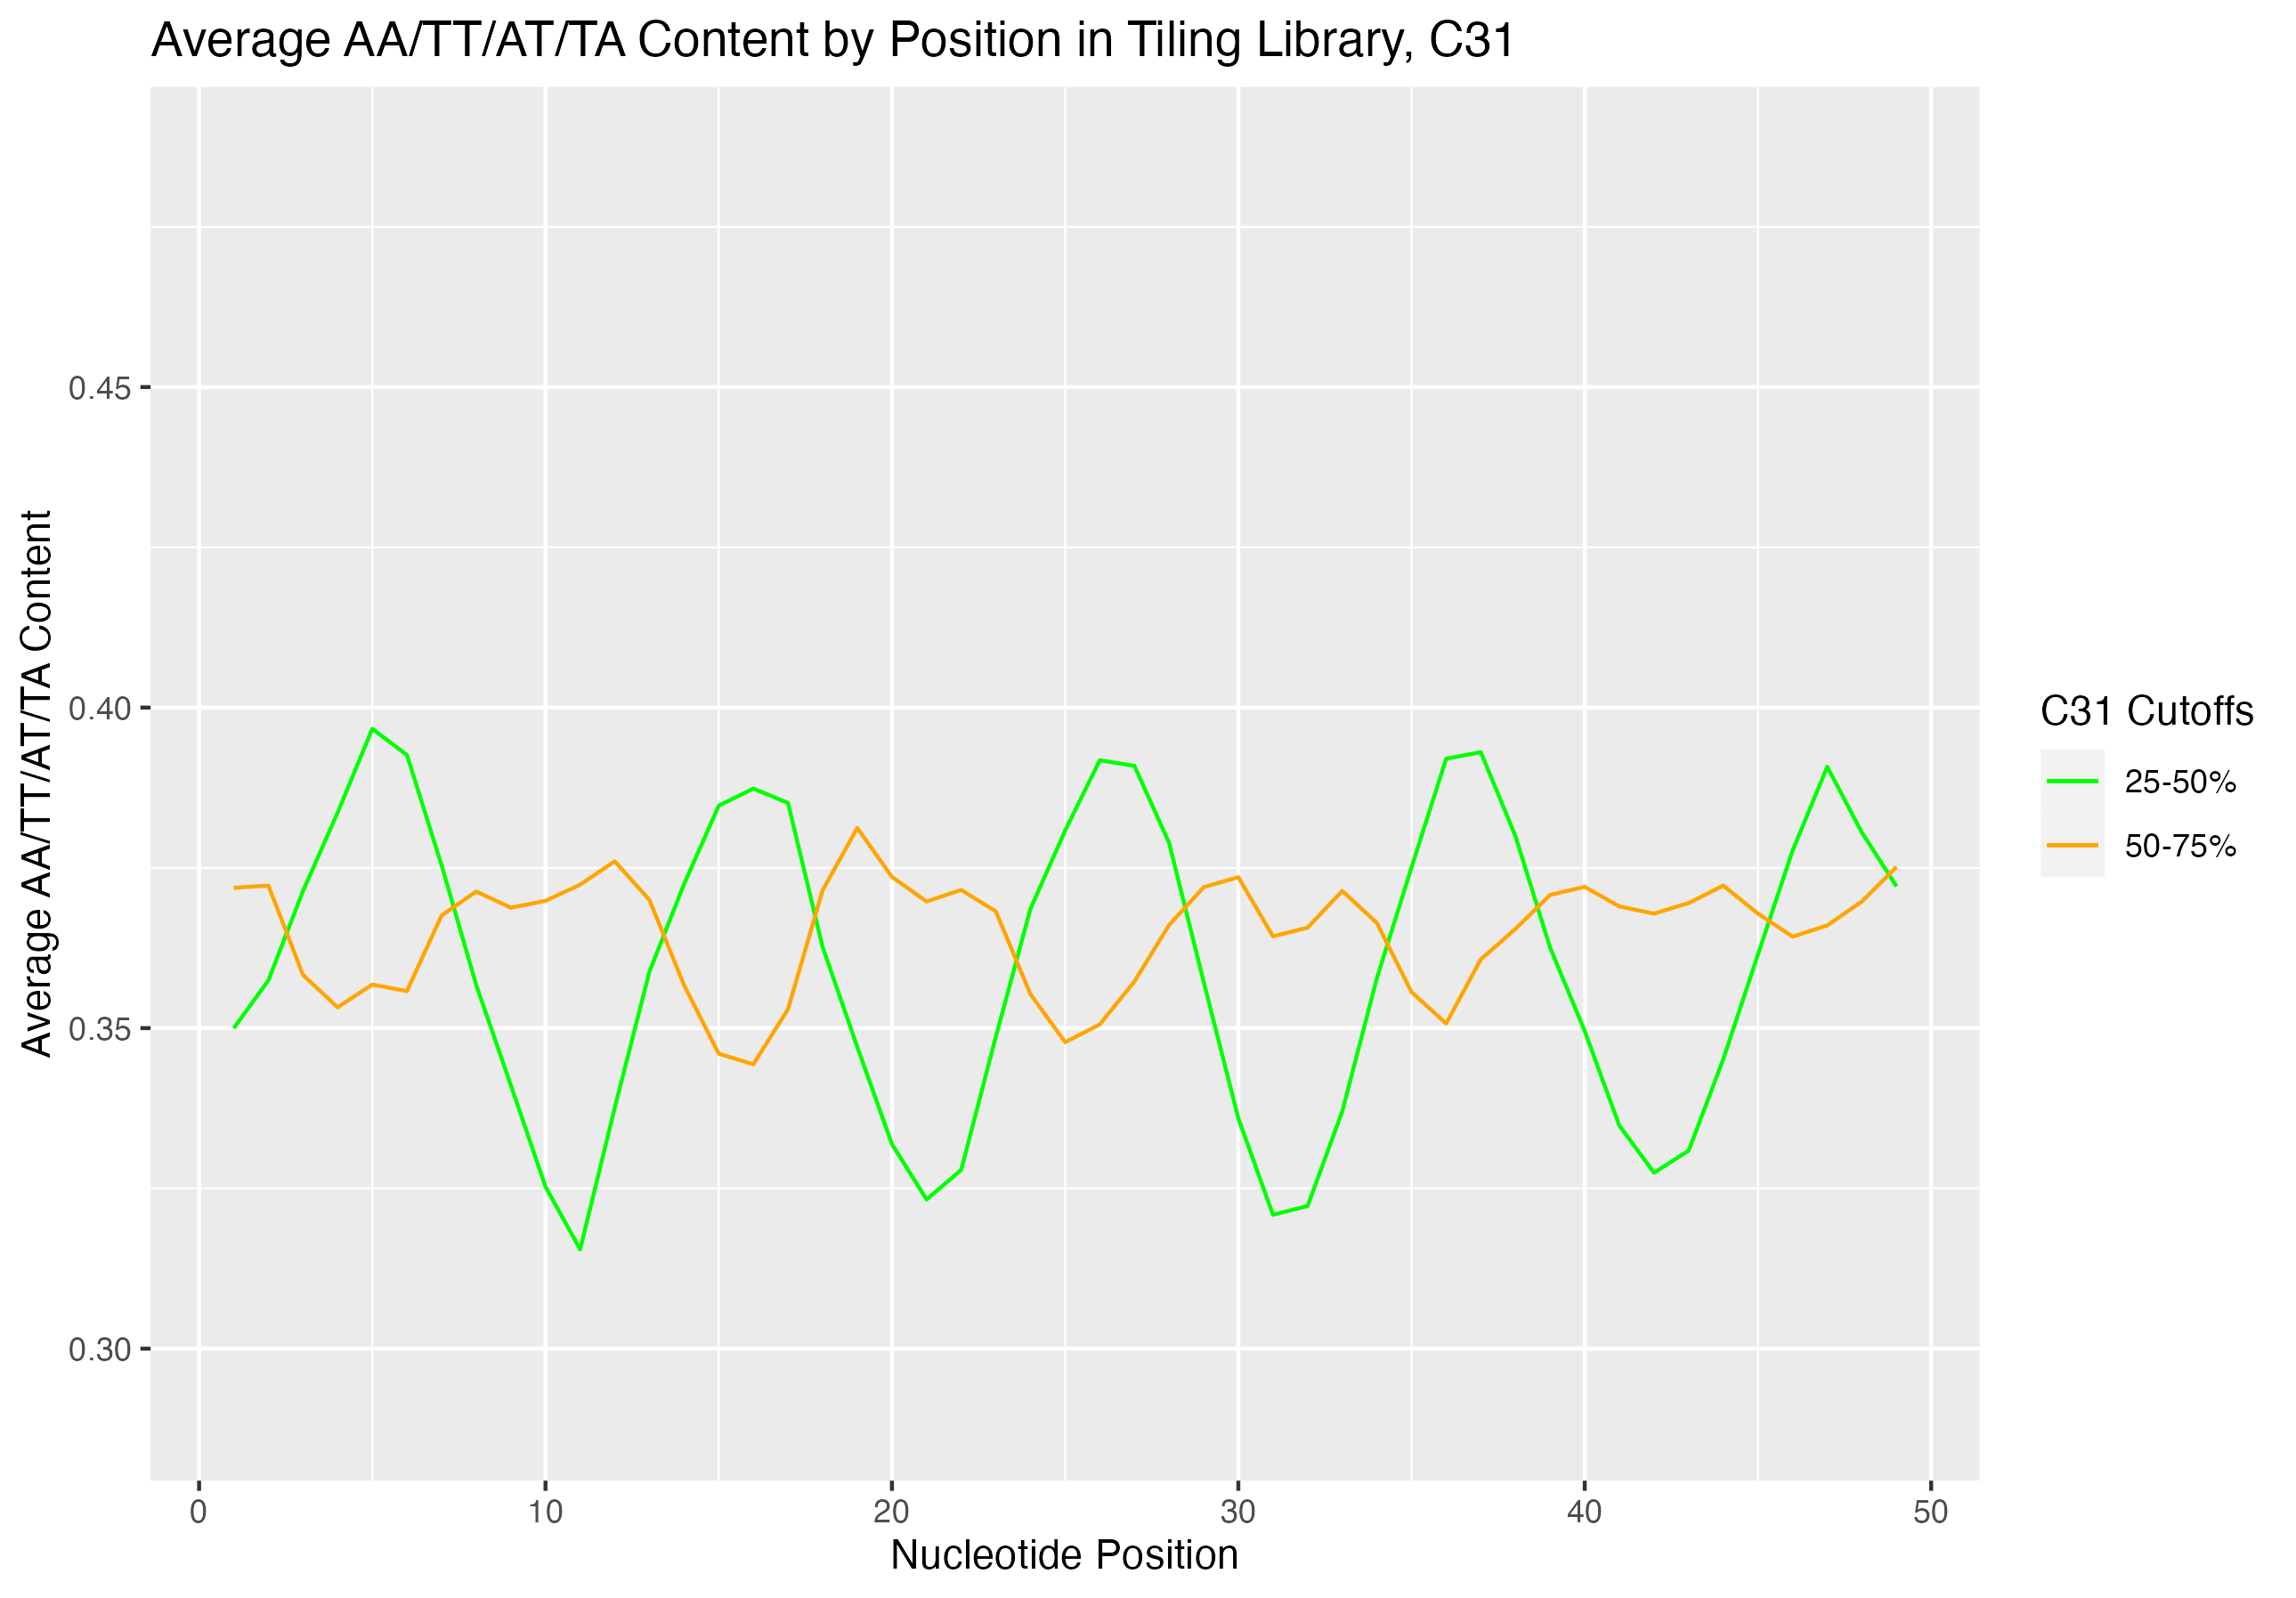 Average AA/TT/AT/TA Content by Position in Tiling Library, C31
Average AA/TT/AT/TA Content
0.45
0.40
0.35
0.30
0 10 20 30 40 50
Nucleotide Position
C31 Cutoffs
25-50%
50-75%